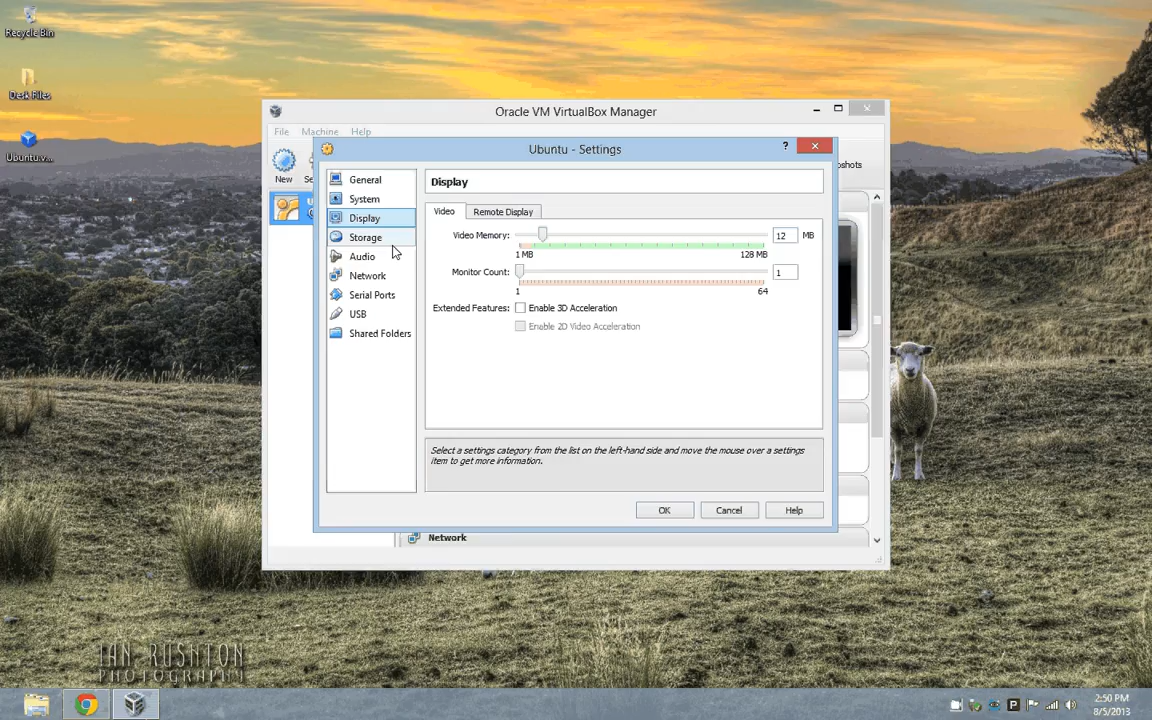 Recycle Bin
Desk Files
Ubuntu.v...
Oracle VM VirtualBox Manager
File Machine Help
New
Se
shots
Ubuntu - Settings
?
General
System
Display
Storage
Audio
Network
Serial Ports
USB
Shared Folders
Display
Video
Remote Display
Video Memory:
12
MB
1 MB
128 MB
Monitor Count:
1
1
64
Extended Features:
Enable 3D Acceleration
Enable 2D Video Acceleration
Select a settings category from the list on the left-hand side and move the mouse over a settings
item to get more information.
OK
Cancel
Help
Network
IAN RUSHTON
PHOTOGRAPHY
P
2:50 PM
8/5/2013